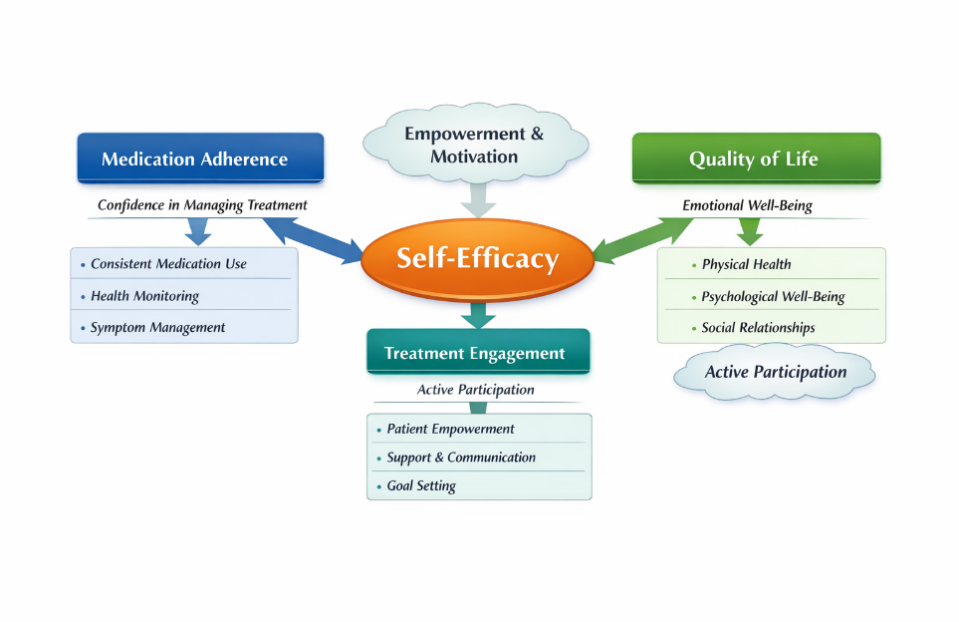 Empowerment &
Motivation
Medication Adherence
Quality of Life
Confidence in Managing Treatment
Emotional Well-Being
Self-Efficacy
• Consistent Medication Use
• Health Monitoring
• Symptom Management
• Physical Health
• Psychological Well-Being
• Social Relationships
Active Participation
Treatment Engagement
Active Participation
• Patient Empowerment
• Support & Communication
• Goal Setting